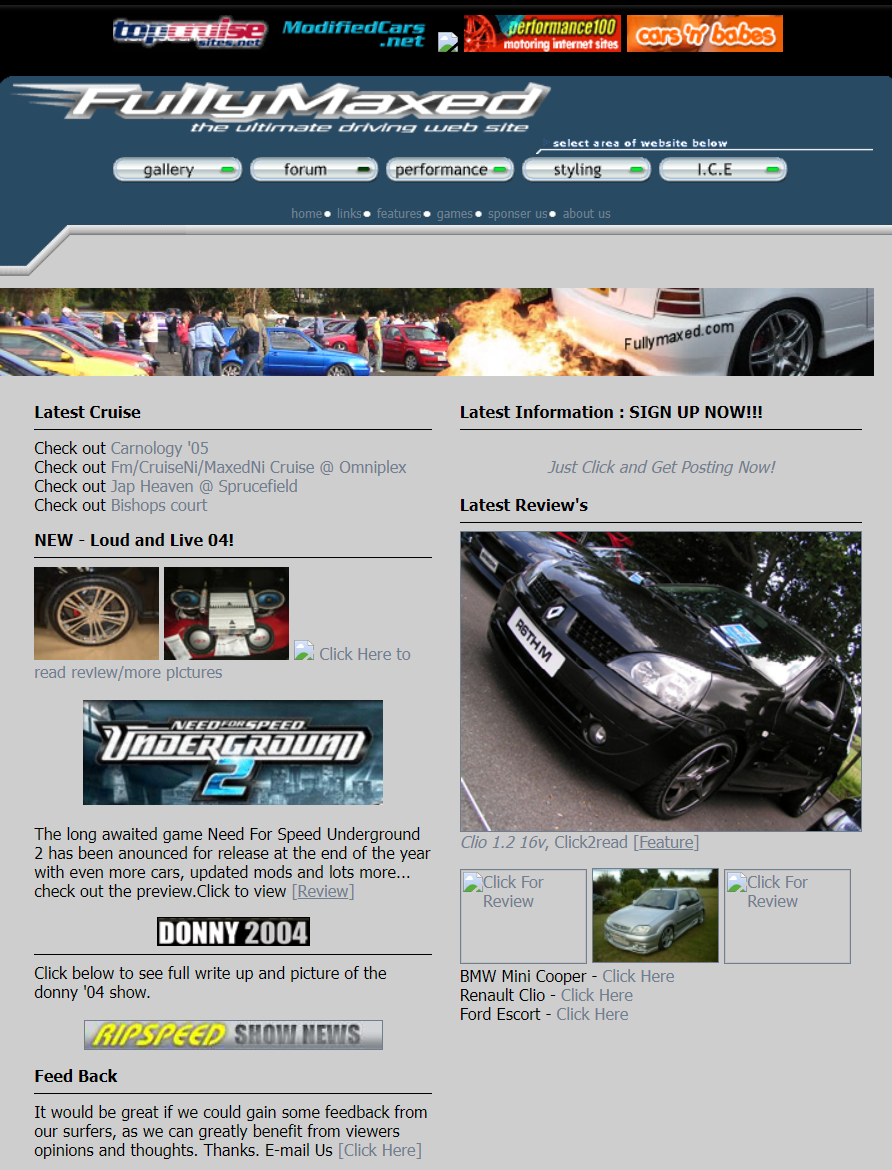 topcruise
sites.net
ModifiedCars
.net
performance100
motoring internet sites
cars 'n' babes
FullyMaxed
the ultimate driving web site
select area of website below
gallery forum performance styling I.C.E
home links features games sponser us about us
Fullymaxed.com
Latest Cruise
Check out Carnology '05
Check out Fm/CruiseNi/MaxedNi Cruise @ Omniplex
Check out Jap Heaven @ Sprucefield
Check out Bishops court
NEW - Loud and Live 04!
Click Here to
read review/more pictures
NEED FOR SPEED
UNDERGROUND
2
The long awaited game Need For Speed Underground
2 has been anounced for release at the end of the year
with even more cars, updated mods and lots more...
check out the preview.Click to view [Review]
DONNY 2004
Click below to see full write up and picture of the
donny '04 show.
RIPSPEED SHOW NEWS
Feed Back
It would be great if we could gain some feedback from
our surfers, as we can greatly benefit from viewers
opinions and thoughts. Thanks. E-mail Us [Click Here]
Latest Information : SIGN UP NOW!!!
Just Click and Get Posting Now!
Latest Review's
R6TH M
Clio 1.2 16v, Click2read [Feature]
Click For
Review
Click For
Review
BMW Mini Cooper - Click Here
Renault Clio - Click Here
Ford Escort - Click Here